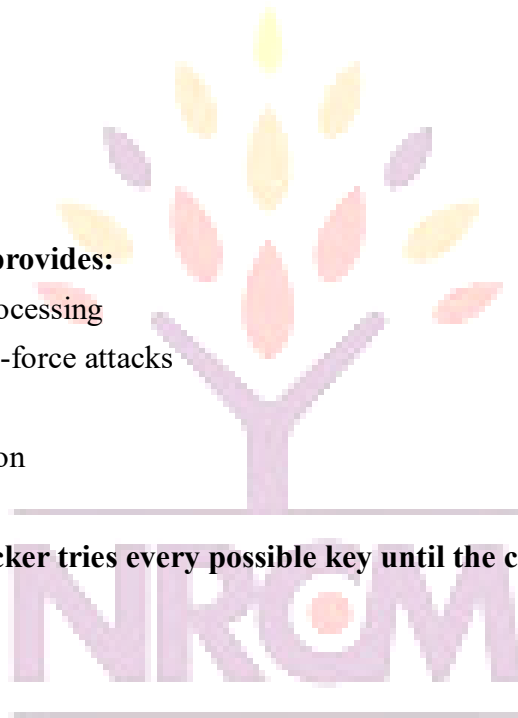 provides:
ocessing
-force attacks
on
cker tries every possible key until the c
NRCM